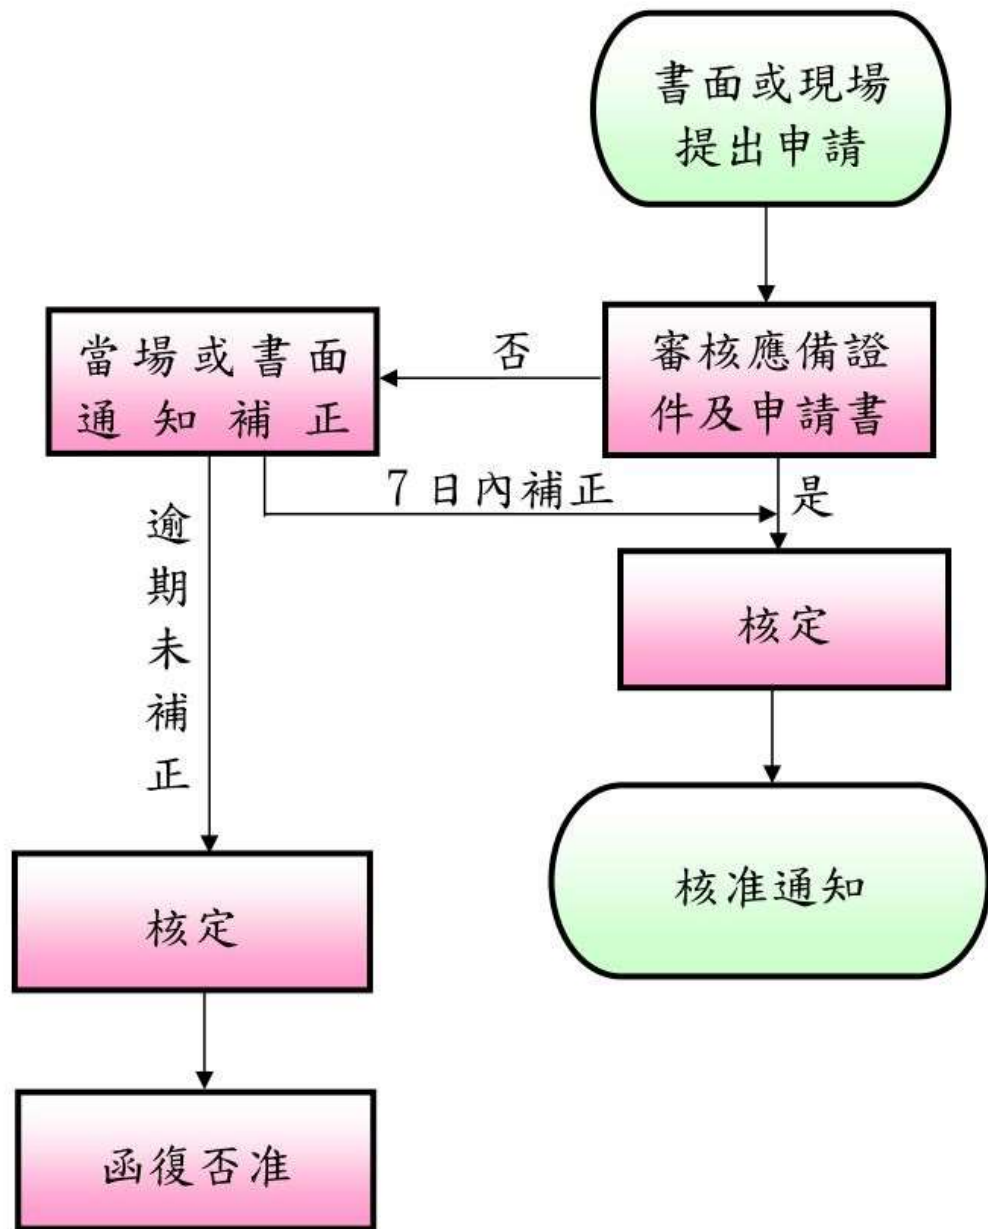 書面或現場
提出申請
審核應備證
件及申請書
否
當場或書面
通知補正
7日內補正
是
逾期未補正
核定
核准通知
核定
函復否准